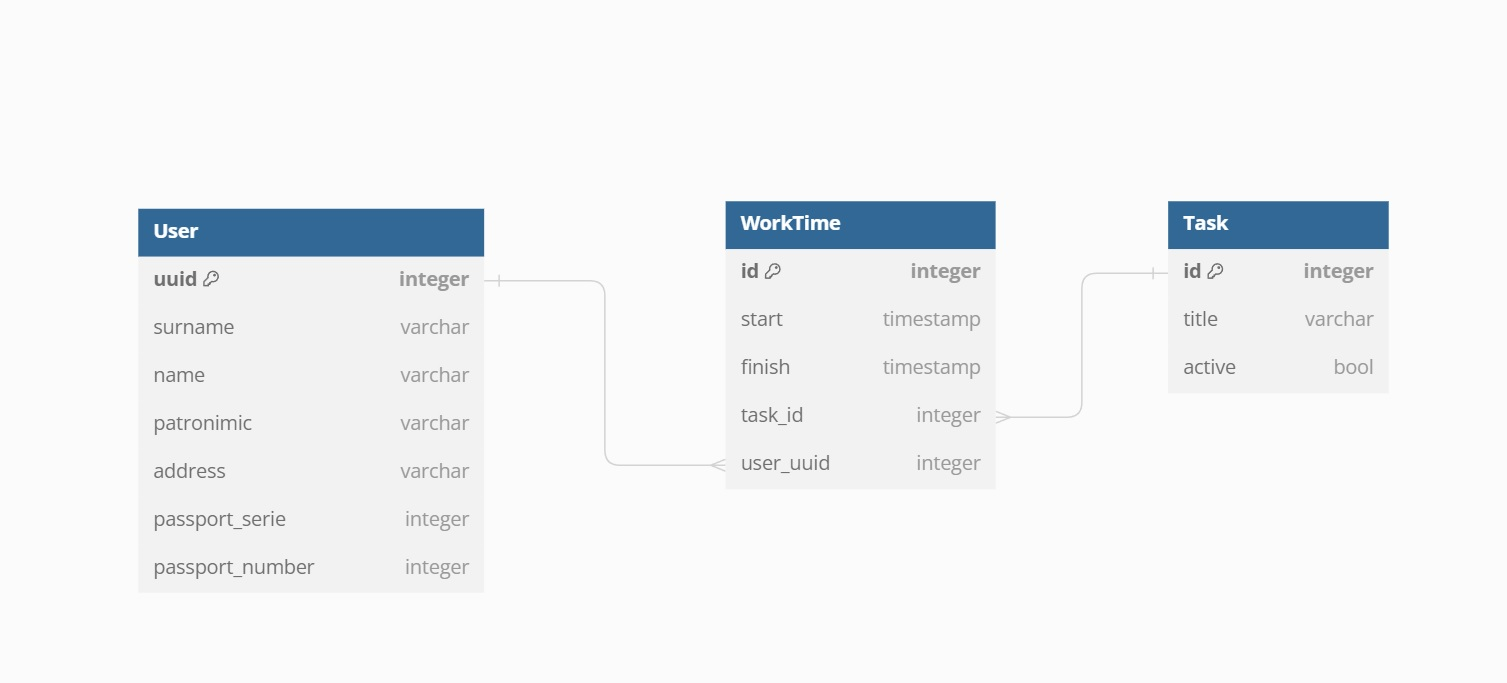 User
uuid integer
surname varchar
name varchar
patronimic varchar
address varchar
passport_serie integer
passport_number integer
WorkTime
id integer
start timestamp
finish timestamp
task_id integer
user_uuid integer
Task
id integer
title varchar
active bool